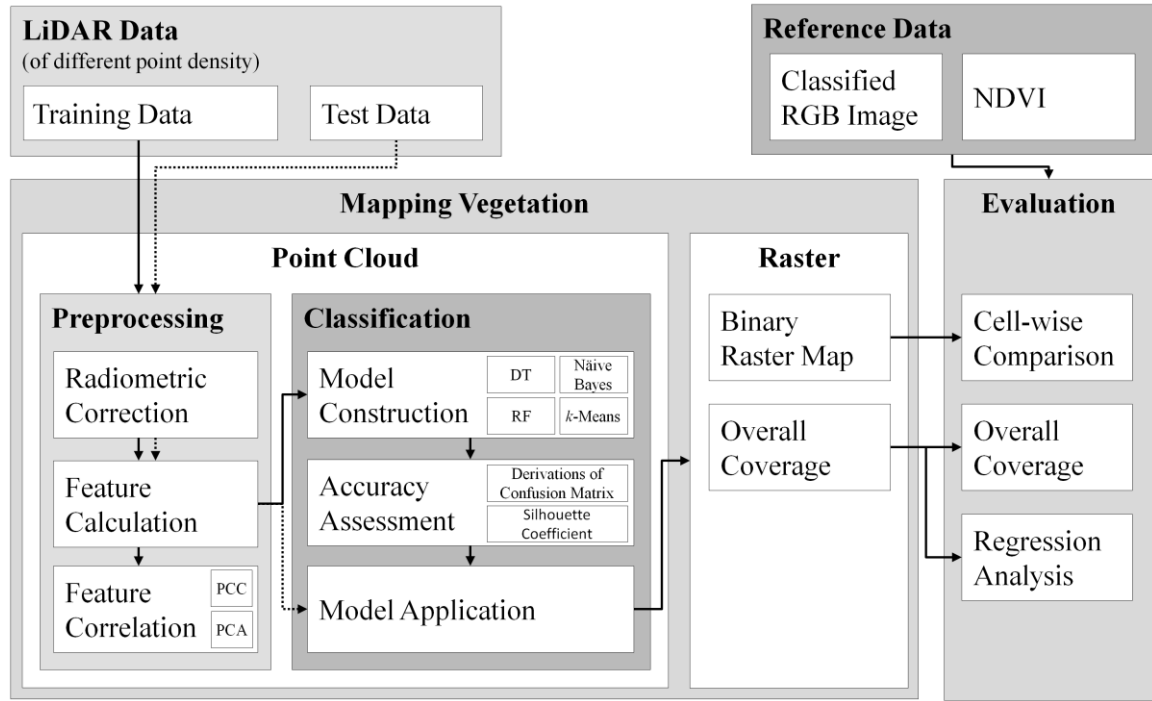 LiDAR Data
(of different point density)
Training Data
Test Data
Reference Data
Classified
RGB Image
NDVI
Mapping Vegetation
Point Cloud
Preprocessing
Radiometric
Correction
Feature
Calculation
Feature
Correlation
PCC
PCA
Classification
Model
Construction
DT
Näive
Bayes
RF
k-Means
Accuracy
Assessment
Derivations of
Confusion Matrix
Silhouette
Coefficient
Model Application
Raster
Binary
Raster Map
Overall
Coverage
Evaluation
Cell-wise
Comparison
Overall
Coverage
Regression
Analysis